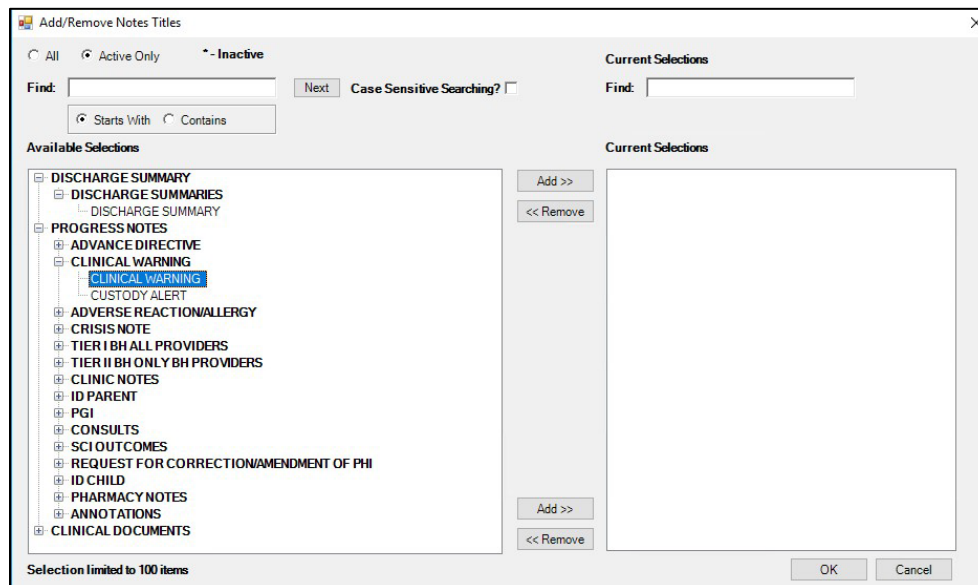 Add/Remove Notes Titles
All Active Only *- Inactive
Current Selections
Find: Next Case Sensitive Searching?
Find:
Starts With Contains
Available Selections
Current Selections
DISCHARGE SUMMARY
DISCHARGE SUMMARIES
DISCHARGE SUMMARY
PROGRESS NOTES
ADVANCE DIRECTIVE
CLINICAL WARNING
CLINICAL WARNING
CUSTODY ALERT
ADVERSE REACTION/ALLERGY
CRISIS NOTE
TIER I BH ALL PROVIDERS
TIER II BH ONLY BH PROVIDERS
CLINIC NOTES
ID PARENT
PGI
CONSULTS
SCI OUTCOMES
REQUEST FOR CORRECTION/AMENDMENT OF PHI
ID CHILD
PHARMACY NOTES
ANNOTATIONS
CLINICAL DOCUMENTS
Add >>
<< Remove
Add >>
<< Remove
Selection limited to 100 items
OK Cancel